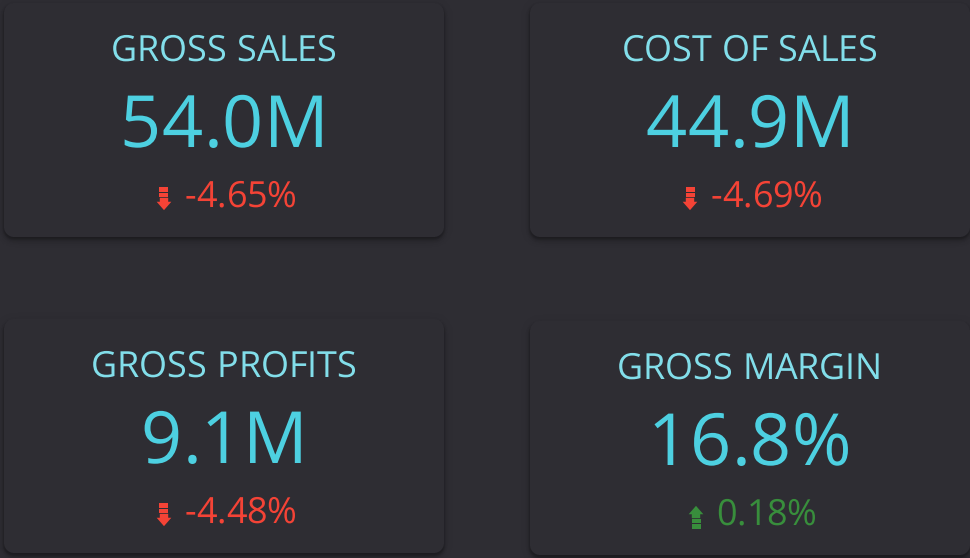 GROSS SALES
54.0M
-4.65%
COST OF SALES
44.9M
-4.69%
GROSS PROFITS
9.1M
-4.48%
GROSS MARGIN
16.8%
0.18%